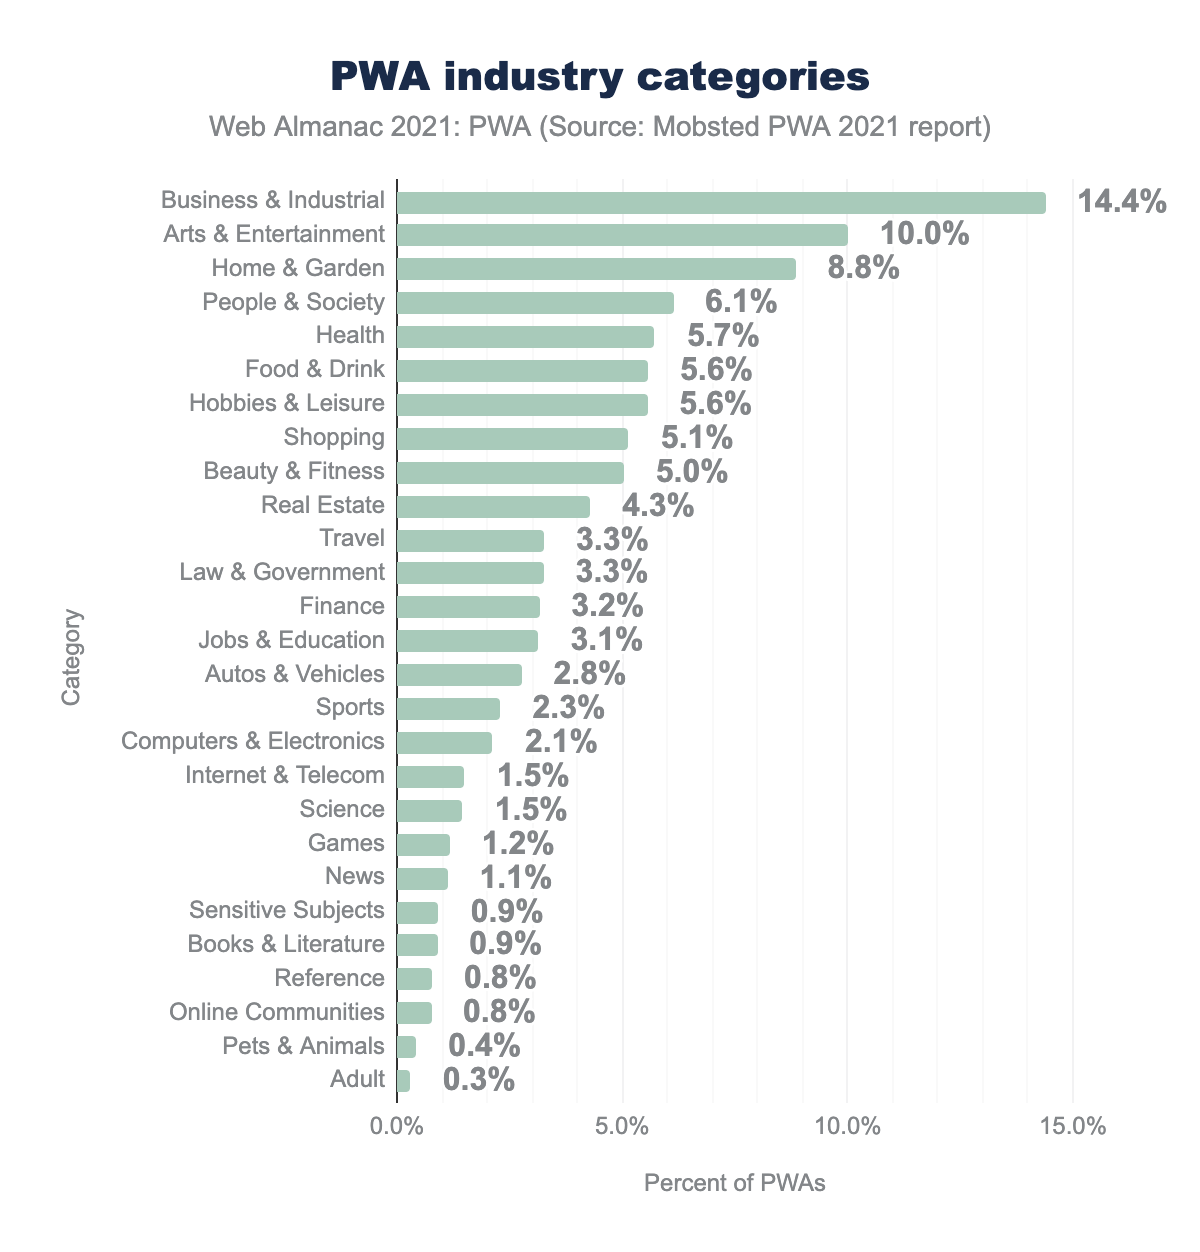 PWA industry categories
Web Almanac 2021: PWA (Source: Mobsted PWA 2021 report)
Business & Industrial 14.4%
Arts & Entertainment 10.0%
Home & Garden 8.8%
People & Society 6.1%
Health 5.7%
Food & Drink 5.6%
Hobbies & Leisure 5.6%
Shopping 5.1%
Beauty & Fitness 5.0%
Real Estate 4.3%
Travel 3.3%
Law & Government 3.3%
Finance 3.2%
Jobs & Education 3.1%
Autos & Vehicles 2.8%
Sports 2.3%
Computers & Electronics 2.1%
Internet & Telecom 1.5%
Science 1.5%
Games 1.2%
News 1.1%
Sensitive Subjects 0.9%
Books & Literature 0.9%
Reference 0.8%
Online Communities 0.8%
Pets & Animals 0.4%
Adult 0.3%
Category
0.0% 5.0% 10.0% 15.0%
Percent of PWAs